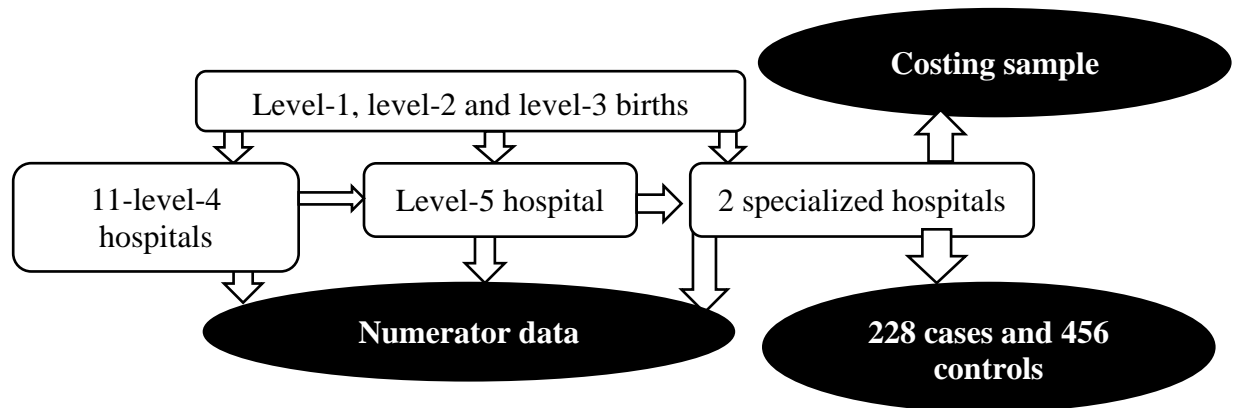 Costing sample
Level-1, level-2 and level-3 births
11-level-4
hospitals
Level-5 hospital
2 specialized hospitals
Numerator data
228 cases and 456
controls